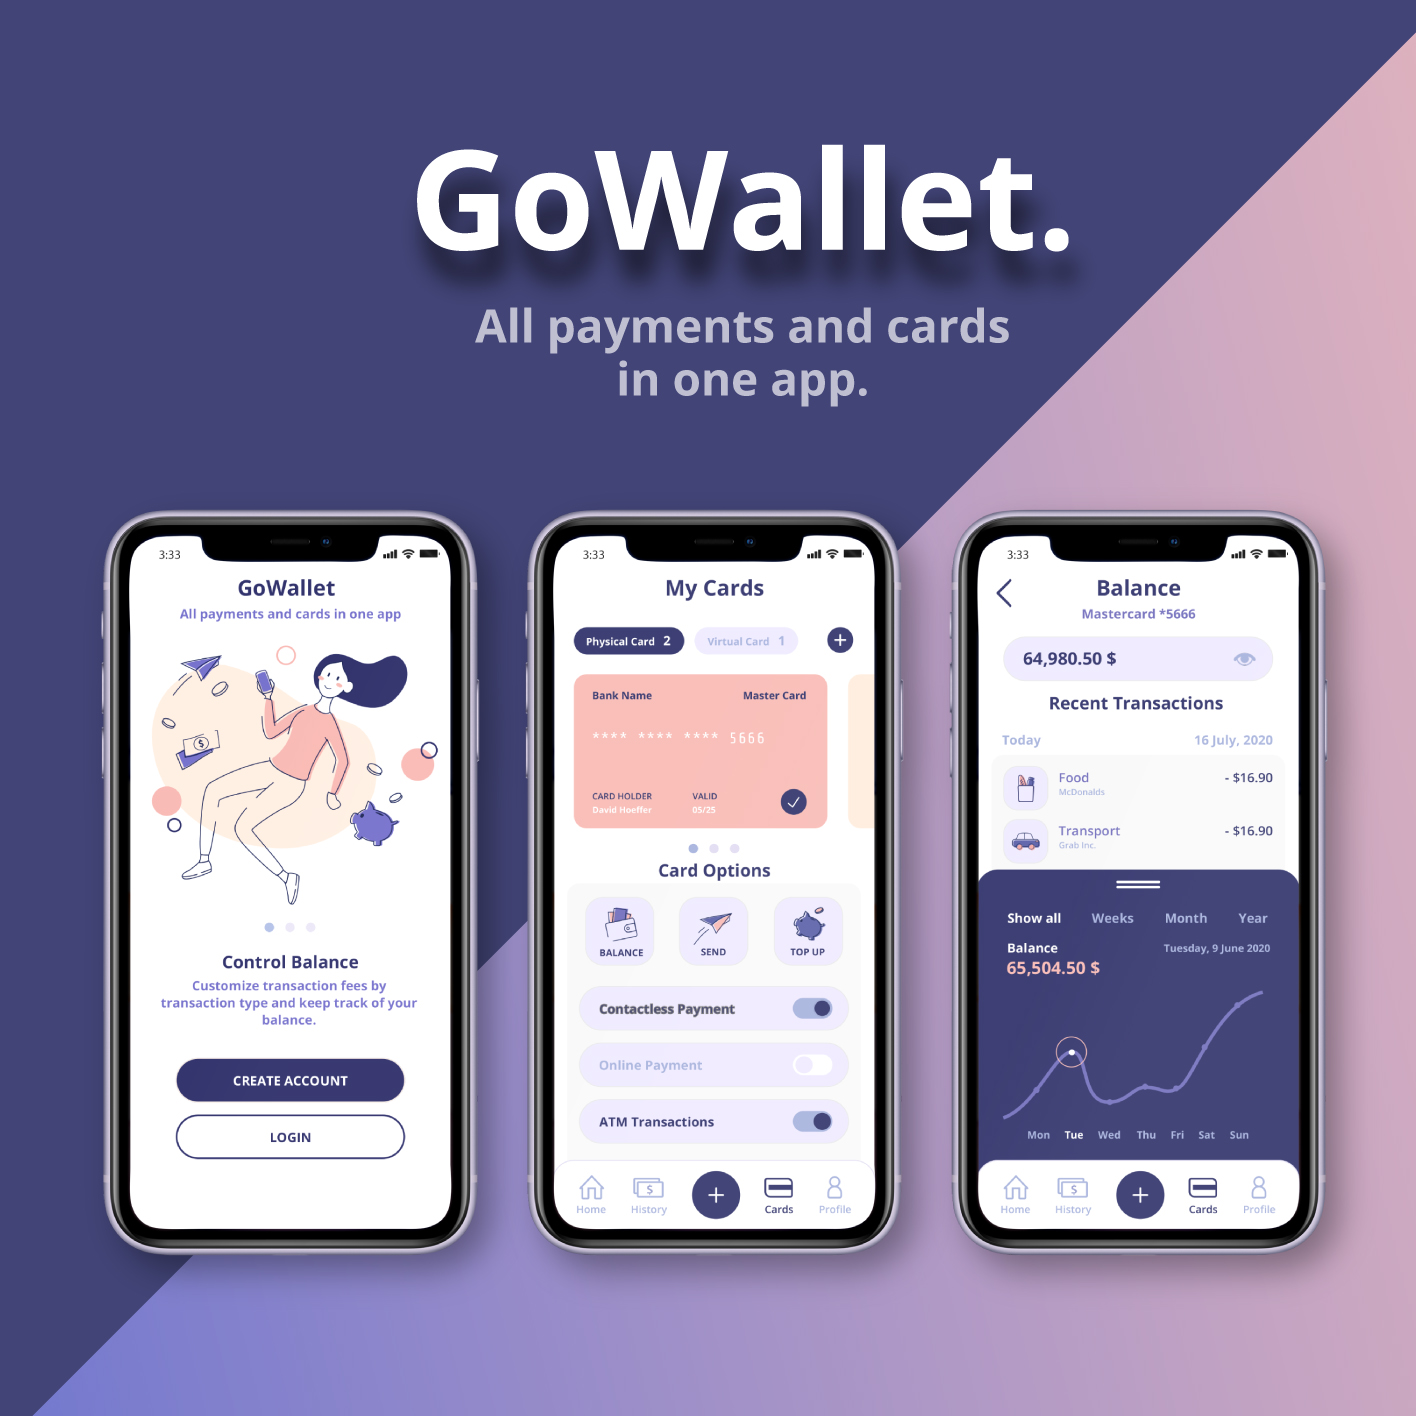 GoWallet.
All payments and cards
in one app.
3:33
GoWallet
All payments and cards in one app
$
Control Balance
Customize transaction fees by
transaction type and keep track of your
balance.
CREATE ACCOUNT
LOGIN
3:33
My Cards
Physical Card 2
Virtual Card 1
+
Bank Name
Master Card
**** **** **** 5666
CARD HOLDER
VALID
David Hoeffer
05/25
Card Options
BALANCE
SEND
TOP UP
Contactless Payment
Online Payment
ATM Transactions
$
+
Home
History
Cards
Profile
3:33
Balance
Mastercard *5666
64,980.50 $
Recent Transactions
Today
16 July, 2020
Food
- $16.90
McDonalds
Transport
- $16.90
Grab Inc.
Show all
Weeks
Month
Year
Balance
Tuesday, 9 June 2020
65,504.50 $
Mon Tue Wed Thu Fri Sat Sun
$
+
Home
History
Cards
Profile